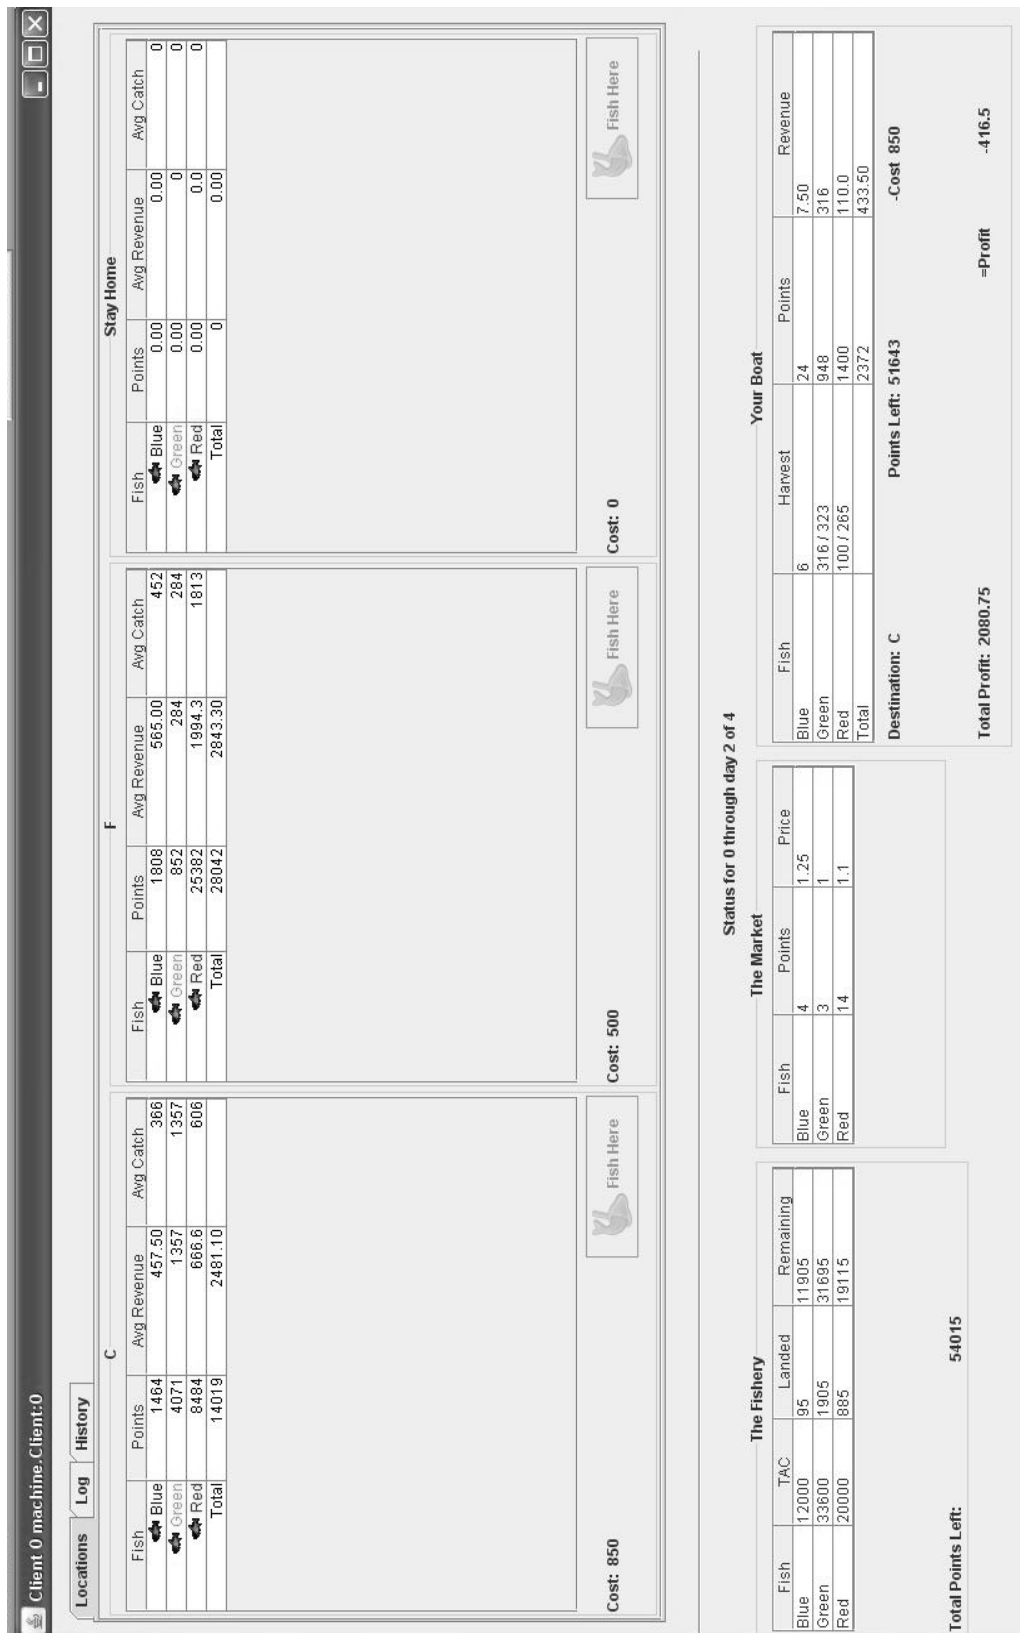 Client 0 machine.Client:0
Locations Log History
C
Fish Points Avg Revenue Avg Catch
Blue 1464 457.50 366
Green 4071 1357 1357
Red 8484 666.6 606
Total 14019 2481.10
Cost: 850 Fish Here
F
Fish Points Avg Revenue Avg Catch
Blue 1808 565.00 452
Green 852 284 284
Red 25382 1994.3 1813
Total 28042 2843.30
Cost: 500 Fish Here
Stay Home
Fish Points Avg Revenue Avg Catch
Blue 0.00 0.00 0
Green 0.00 0 0
Red 0.00 0.0 0
Total 0 0.00
Cost: 0 Fish Here
Status for 0 through day 2 of 4
The Fishery
Fish TAC Landed Remaining
Blue 12000 95 11905
Green 33600 1905 31695
Red 20000 885 19115
Total Points Left: 54015
The Market
Fish Points Price
Blue 4 1.25
Green 3 1
Red 14 1.1
Your Boat
Fish Harvest Points Revenue
Blue 6 24 7.50
Green 316 / 323 948 316
Red 100 / 265 1400 110.0
Total 2372 433.50
Destination: C Points Left: 51643 -Cost 850
Total Profit: 2080.75 =Profit -416.5